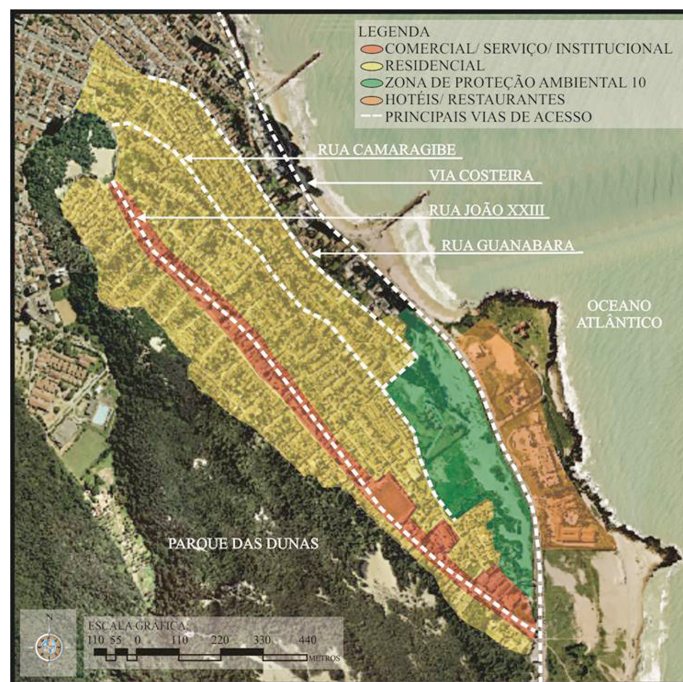 LEGENDA
COMERCIAL/ SERVIÇO/ INSTITUCIONAL
RESIDENCIAL
ZONA DE PROTEÇÃO AMBIENTAL 10
HOTÉIS/ RESTAURANTES
PRINCIPAIS VIAS DE ACESSO
RUA CAMARAGIBE
VIA COSTEIRA
RUA JOÃO XXIII
RUA GUANABARA
OCEANO
ATLÂNTICO
PARQUE DAS DUNAS
N
ESCALA GRÁFICA:
110 55 0 110 220 330 440
METROS